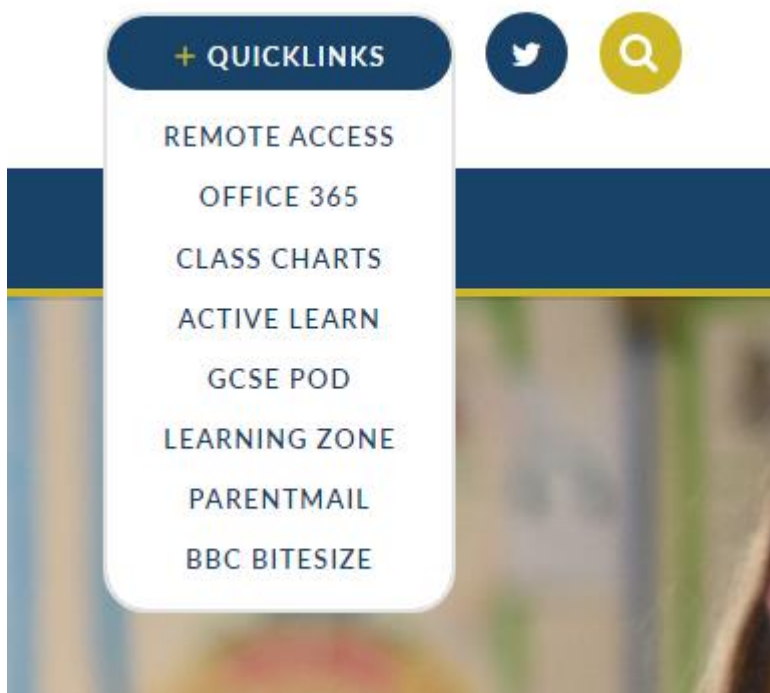 + QUICKLINKS
REMOTE ACCESS
OFFICE 365
CLASS CHARTS
ACTIVE LEARN
GCSE POD
LEARNING ZONE
PARENTMAIL
BBC BITESIZE